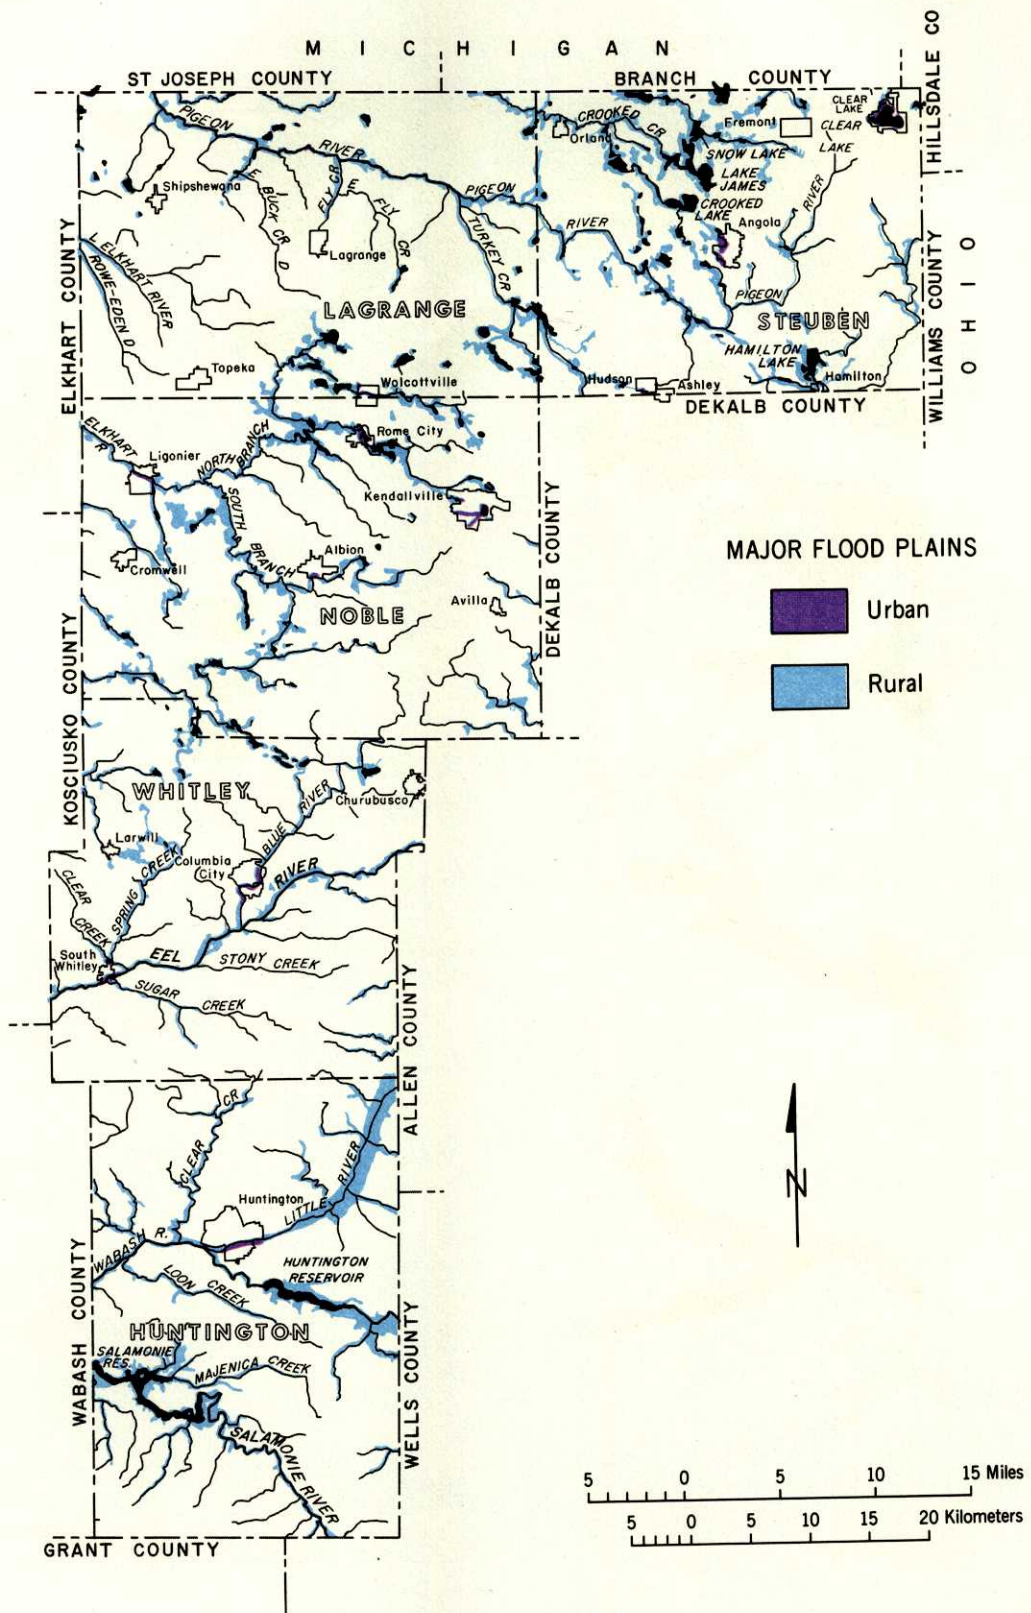 MICHIGAN
ST JOSEPH COUNTY
BRANCH COUNTY
HILLSDALE CO
PIGEON
RIVER
CROOKED CR
Orland
Fremont
CLEAR
LAKE
CLEAR
LAKE
SNOW LAKE
LAKE
JAMES
CROOKED
LAKE
Angola
RIVER
PIGEON
Shipshewana
E BUCK CR D
FLY CR
E FLY CR
Lagrange
PIGEON
RIVER
TURKEY CR
ELKHART COUNTY
L ELKHART RIVER
ROWE-EDEN D
LAGRANGE
STEUBEN
HAMILTON
LAKE
Hamilton
WILLIAMS COUNTY
OHIO
Topeka
Wolcottville
Hudson
Ashley
DEKALB COUNTY
ELKHART
R
Ligonier
NORTH BRANCH
Rome City
Kendallville
SOUTH BRANCH
Albion
Cromwell
NOBLE
Avilla
DEKALB COUNTY
MAJOR FLOOD PLAINS
Urban
Rural
KOSCIUSKO COUNTY
WHITLEY
BLUE RIVER
Churubusco
Larwill
Columbia
City
SPRING CREEK
CLEAR CREEK
EEL
RIVER
South
Whitley
STONY CREEK
SUGAR CREEK
ALLEN COUNTY
CLEAR CR
Huntington
LITTLE RIVER
WABASH R.
HUNTINGTON
RESERVOIR
LOON CREEK
WABASH COUNTY
HUNTINGTON
SALAMONIE
RES.
MAJENICA CREEK
SALAMONIE RIVER
WELLS COUNTY
GRANT COUNTY
N
5 0 5 10 15 Miles
5 0 5 10 15 20 Kilometers